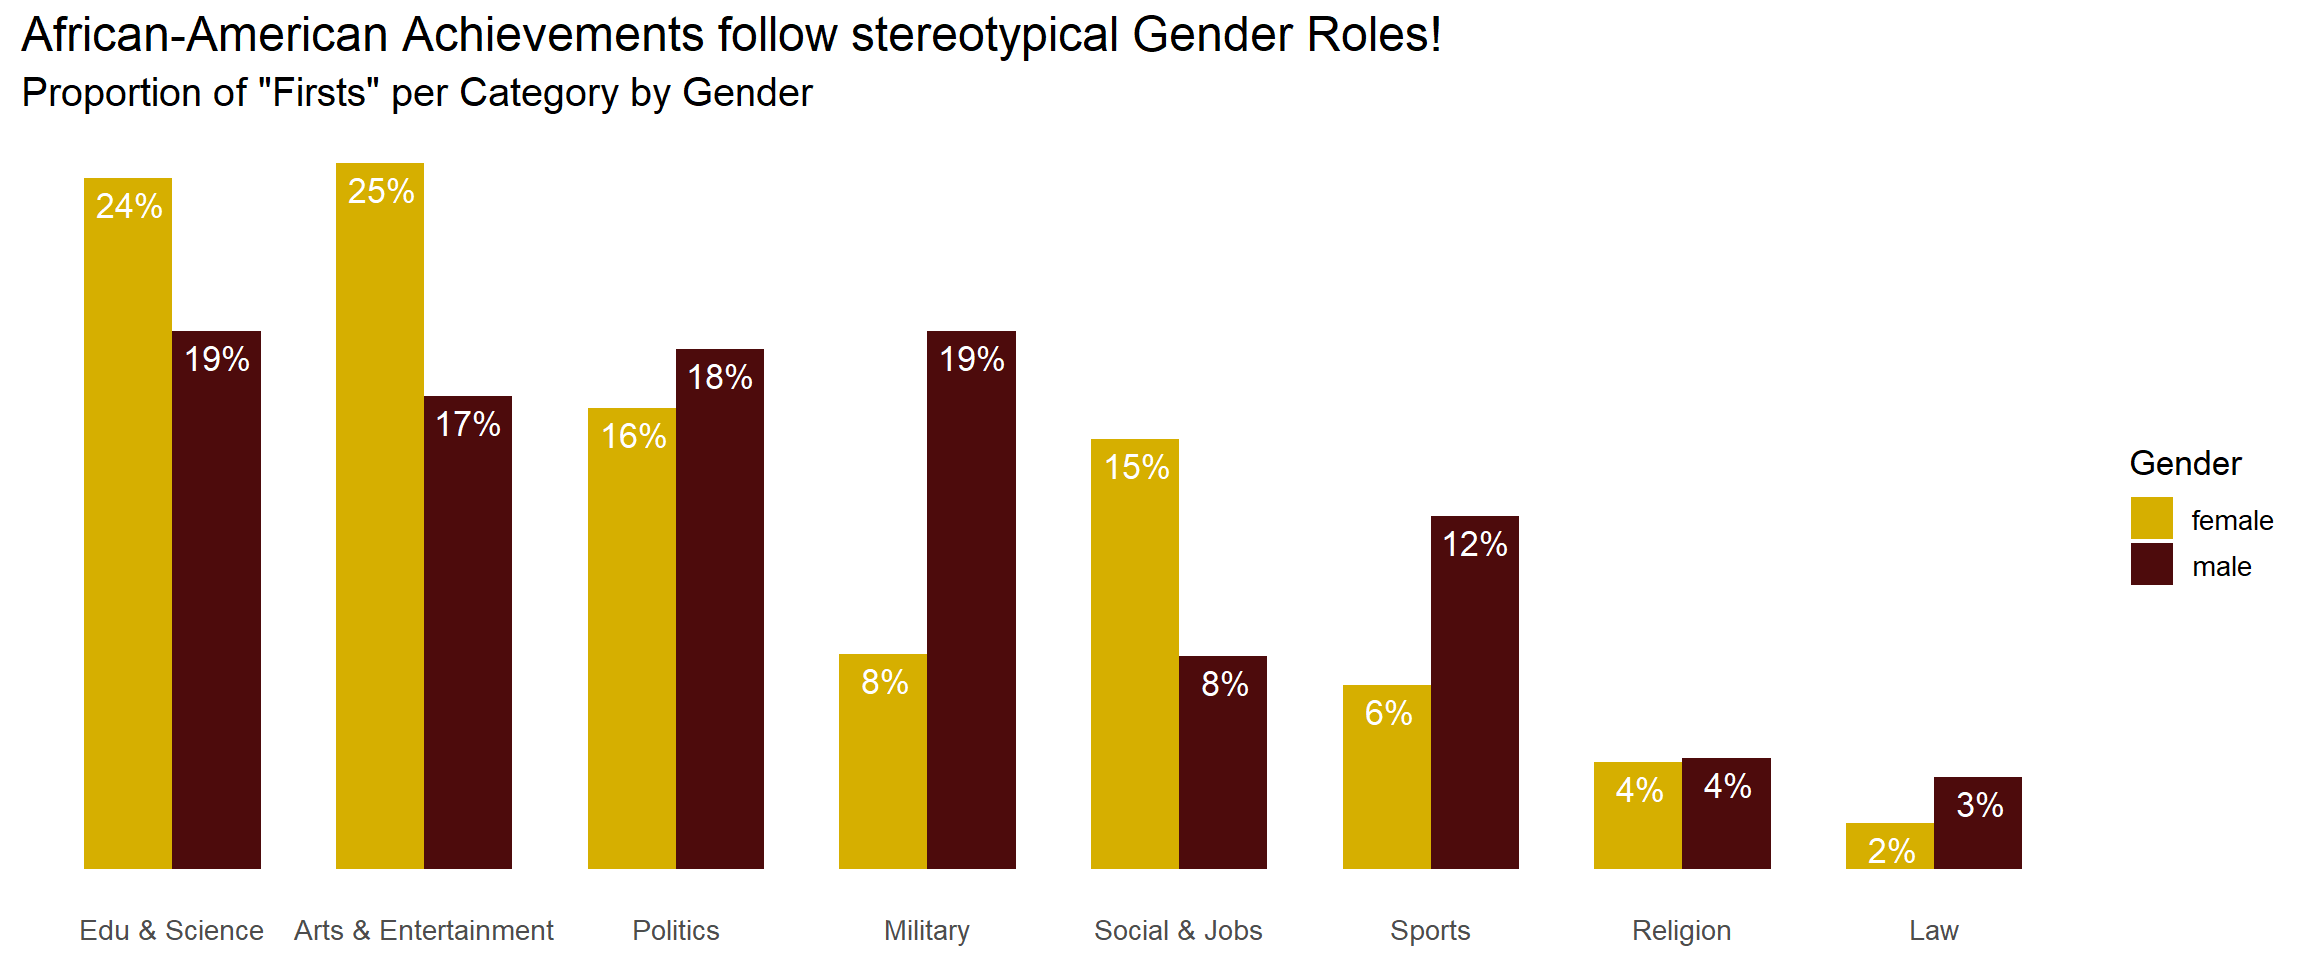 African-American Achievements follow stereotypical Gender Roles!
Proportion of "Firsts" per Category by Gender
24%
19%
25%
17%
16%
18%
8%
19%
15%
8%
6%
12%
4%
4%
2%
3%
Edu & Science
Arts & Entertainment
Politics
Military
Social & Jobs
Sports
Religion
Law
Gender
female
male